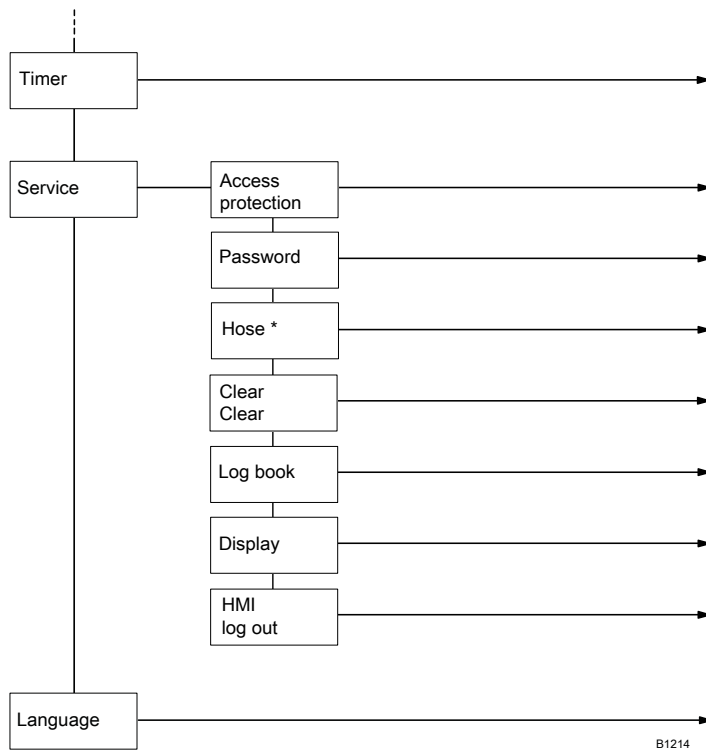 Timer
Service
Access
protection
Password
Hose *
Clear
Clear
Log book
Display
HMI
log out
Language
B1214